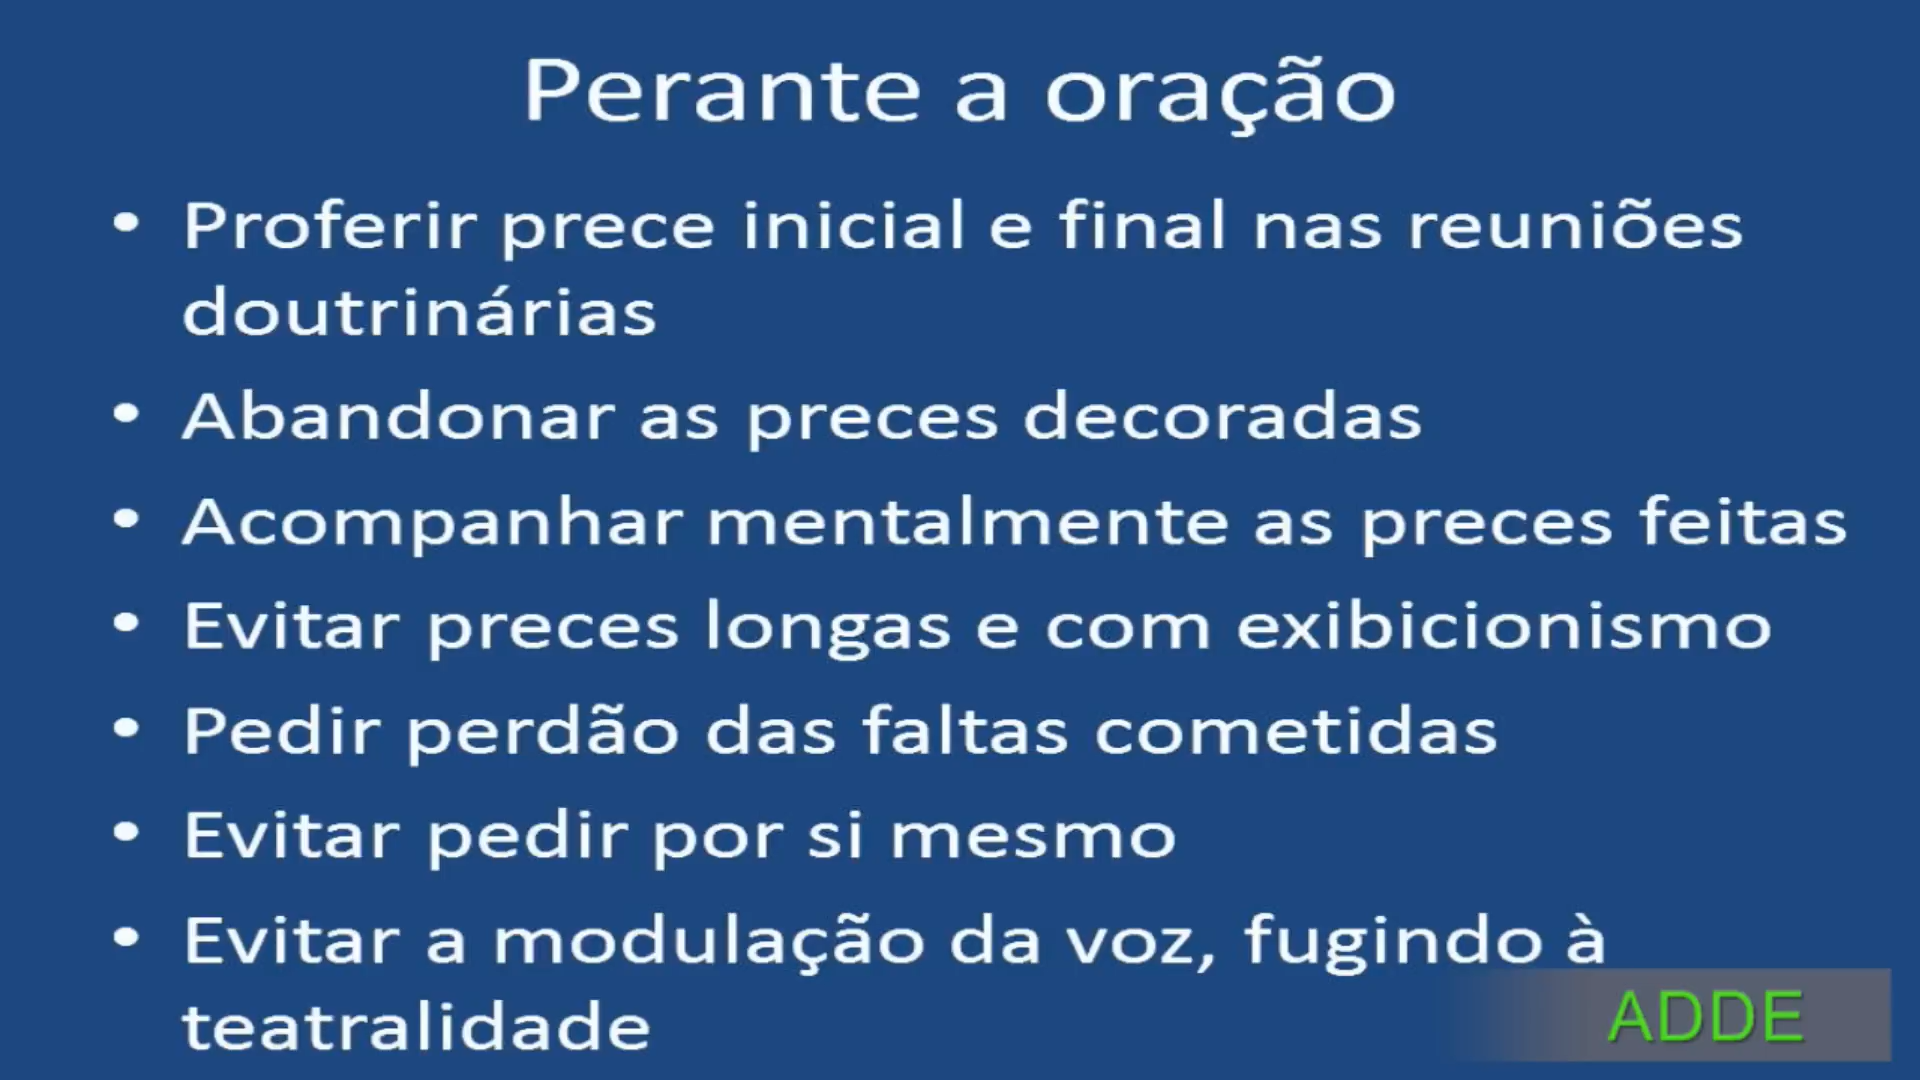 Perante a oração
• Proferir prece inicial e final nas reuniões
doutrinárias
• Abandonar as preces decoradas
• Acompanhar mentalmente as preces feitas
• Evitar preces longas e com exibicionismo
• Pedir perdão das faltas cometidas
• Evitar pedir por si mesmo
• Evitar a modulação da voz, fugindo à
teatralidade
ADDE